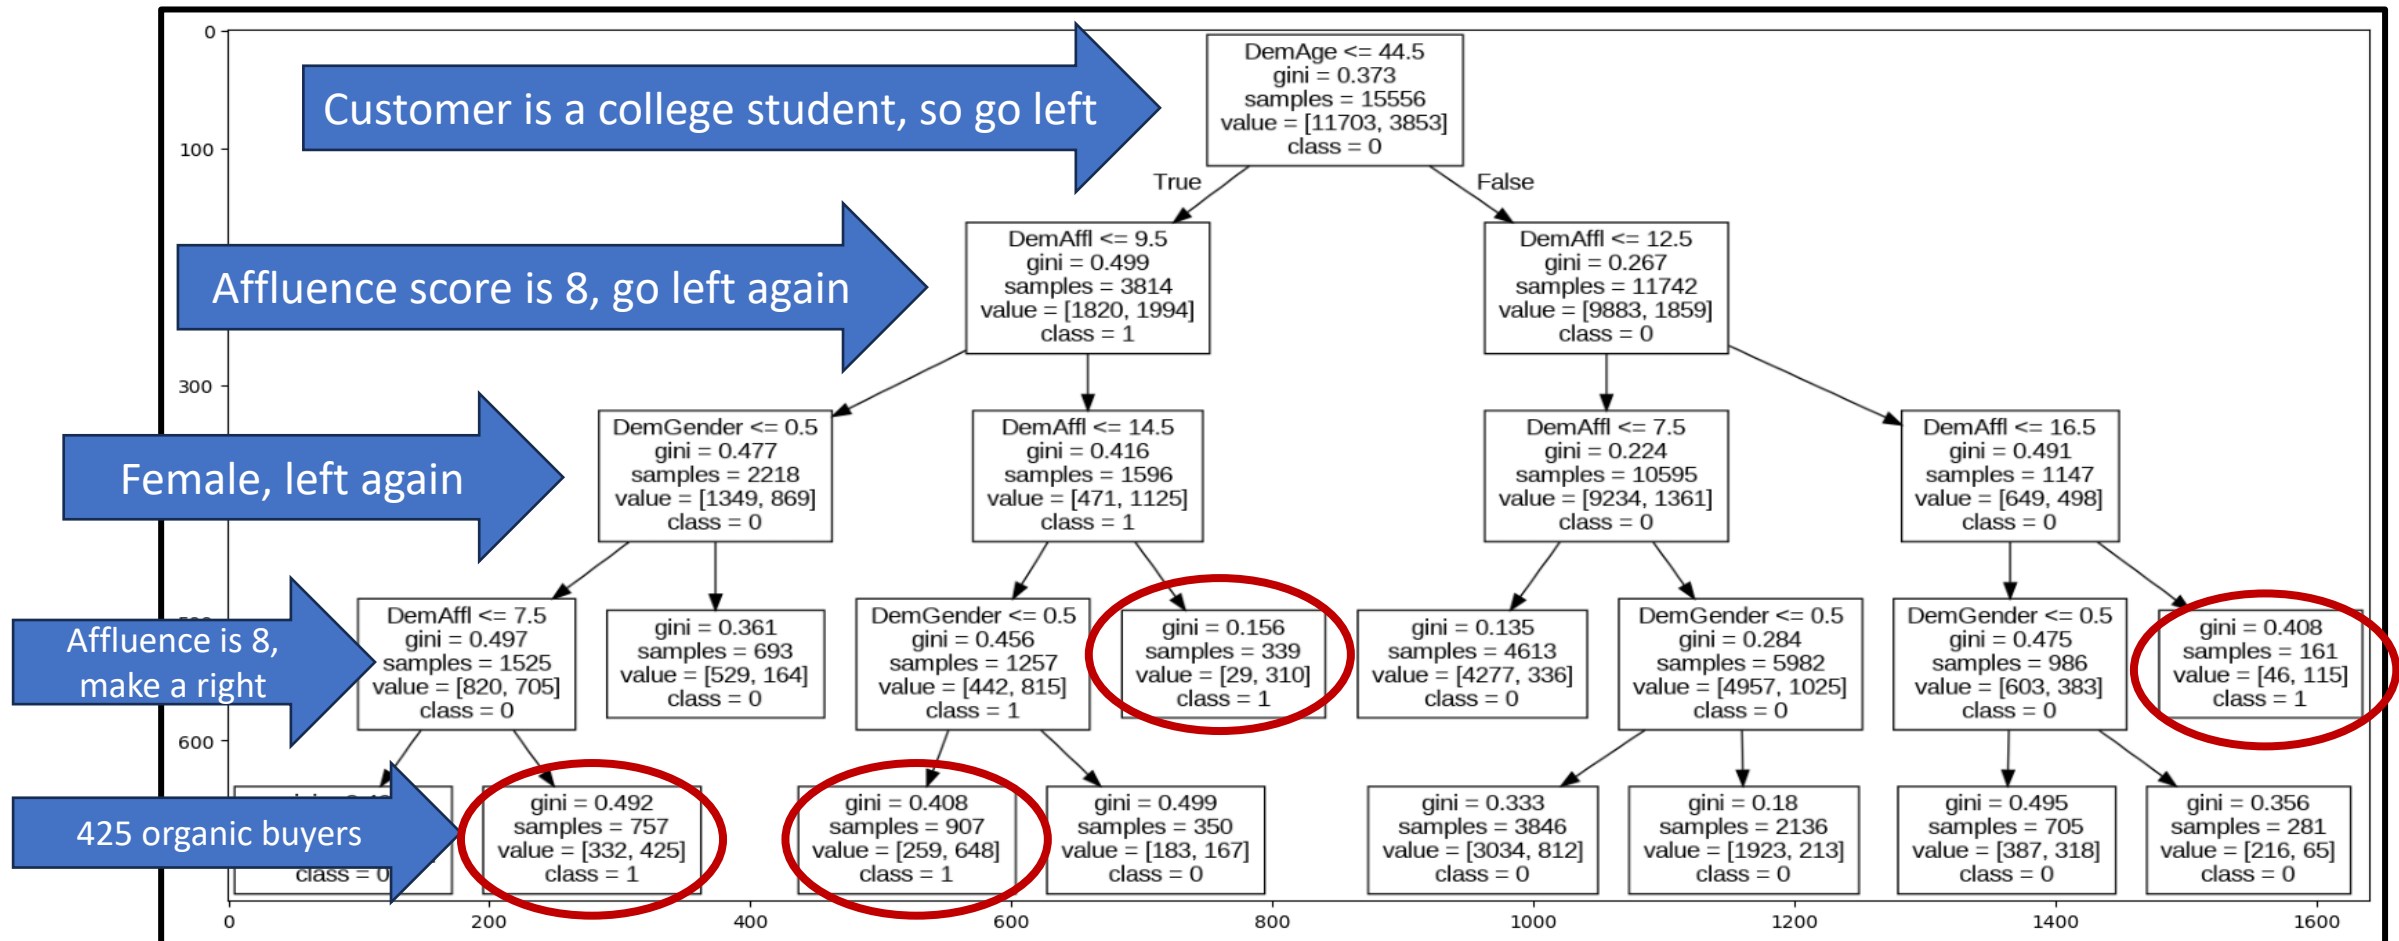 0
100
300
600
0
200
400
600
800
1000
1200
1400
1600
Customer is a college student, so go left
Affluence score is 8, go left again
Female, left again
Affluence is 8,
make a right
425 organic buyers
DemAge <= 44.5
gini = 0.373
samples = 15556
value = [11703, 3853]
class = 0
True
False
DemAffl <= 9.5
gini = 0.499
samples = 3814
value = [1820, 1994]
class = 1
DemAffl <= 12.5
gini = 0.267
samples = 11742
value = [9883, 1859]
class = 0
DemGender <= 0.5
gini = 0.477
samples = 2218
value = [1349, 869]
class = 0
DemAffl <= 14.5
gini = 0.416
samples = 1596
value = [471, 1125]
class = 1
DemAffl <= 7.5
gini = 0.224
samples = 10595
value = [9234, 1361]
class = 0
DemAffl <= 16.5
gini = 0.491
samples = 1147
value = [649, 498]
class = 0
DemAffl <= 7.5
gini = 0.497
samples = 1525
value = [820, 705]
class = 0
gini = 0.361
samples = 693
value = [529, 164]
class = 0
DemGender <= 0.5
gini = 0.456
samples = 1257
value = [442, 815]
class = 1
gini = 0.156
samples = 339
value = [29, 310]
class = 1
gini = 0.135
samples = 4613
value = [4277, 336]
class = 0
DemGender <= 0.5
gini = 0.284
samples = 5982
value = [4957, 1025]
class = 0
DemGender <= 0.5
gini = 0.475
samples = 986
value = [603, 383]
class = 0
gini = 0.408
samples = 161
value = [46, 115]
class = 1
class = 0
gini = 0.492
samples = 757
value = [332, 425]
class = 1
gini = 0.408
samples = 907
value = [259, 648]
class = 1
gini = 0.499
samples = 350
value = [183, 167]
class = 0
gini = 0.333
samples = 3846
value = [3034, 812]
class = 0
gini = 0.18
samples = 2136
value = [1923, 213]
class = 0
gini = 0.495
samples = 705
value = [387, 318]
class = 0
gini = 0.356
samples = 281
value = [216, 65]
class = 0